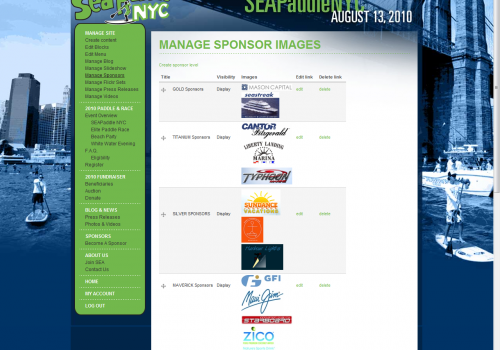 Sea
NYC
SEAPaddleNYC
AUGUST 13, 2010
MANAGE SITE
Create content
Edit Blocks
Edit Menu
Manage Blog
Manage Slideshow
Manage Sponsors
Manage Flickr Sets
Manage Press Releases
Manage Videos
2010 PADDLE & RACE
Event Overview
SEAPaddle NYC
Elite Paddle Race
Beach Party
White Water Evening
F.A.Q.
Eligibility
Register
2010 FUNDRAISER
Beneficiaries
Auction
Donate
BLOG & NEWS
Press Releases
Photos & Videos
SPONSORS
Become A Sponsor
ABOUT US
Join SEA
Contact Us
HOME
MY ACCOUNT
LOG OUT
MANAGE SPONSOR IMAGES
Create sponsor level
Title Visibility Images Edit link Delete link
GOLD Sponsors Display MASON CAPITAL edit delete
seastreak
TITANIUM Sponsors Display CANTOR edit delete
Fitzgerald
LIBERTY LANDING
MARINA
TYPHOON
SILVER SPONSORS Display SUNDANCE edit delete
VACATIONS
MAVERICK Sponsors Display GFI edit delete
Maui Jim
STARBOARD
ZICO